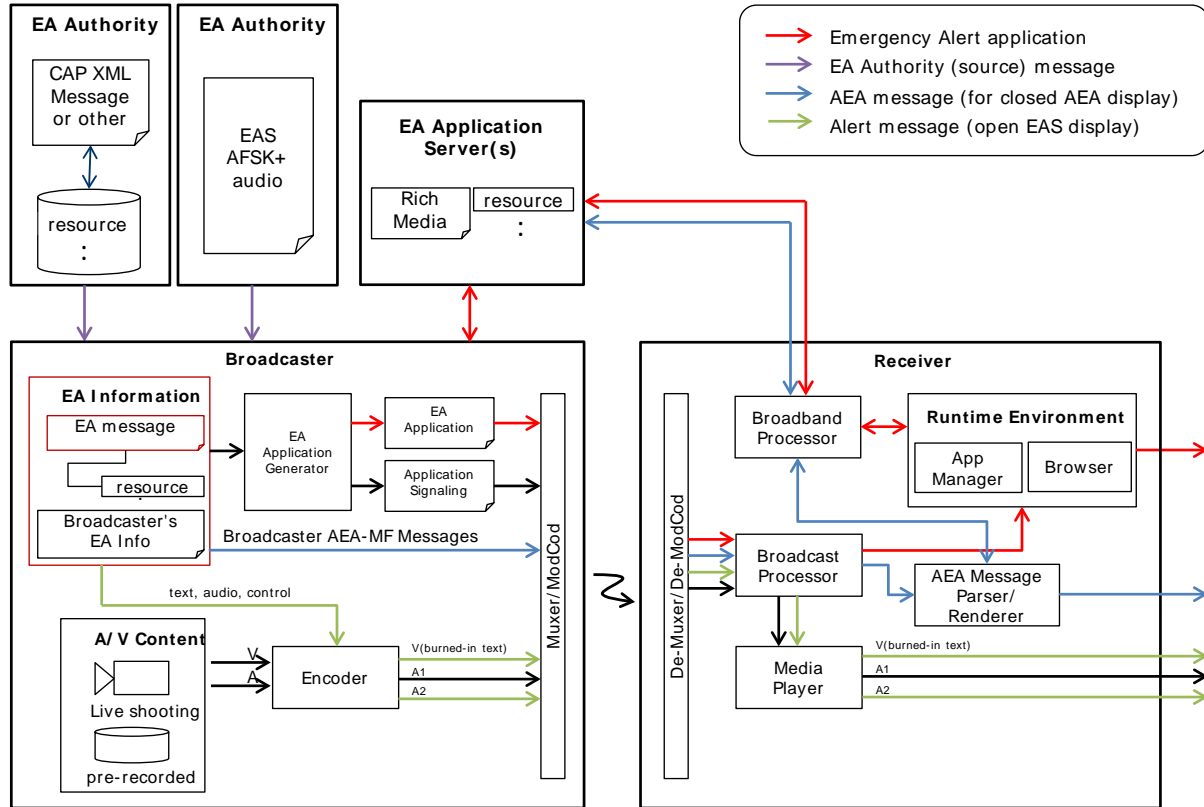 EA Authority
CAP XML
Message
or other
resource
:
EA Authority
EAS
AFSK+
audio
EA Application
Server(s)
Rich
Media
resource
:
Emergency Alert application
EA Authority (source) message
AEA message (for closed AEA display)
Alert message (open EAS display)
Broadcaster
EA Information
EA message
resource
:
Broadcaster's
EA Info
EA
Application
Generator
EA
Application
Application
Signaling
Broadcaster AEA-MF Messages
text, audio, control
A/V Content
Live shooting
pre-recorded
V
A
Encoder
V(burned-in text)
A1
A2
Muxer/ModCod
Receiver
De-Muxer/De-ModCod
Broadband
Processor
Runtime Environment
App
Manager
Browser
Broadcast
Processor
AEA Message
Parser/
Renderer
Media
Player
V(burned-in text)
A1
A2